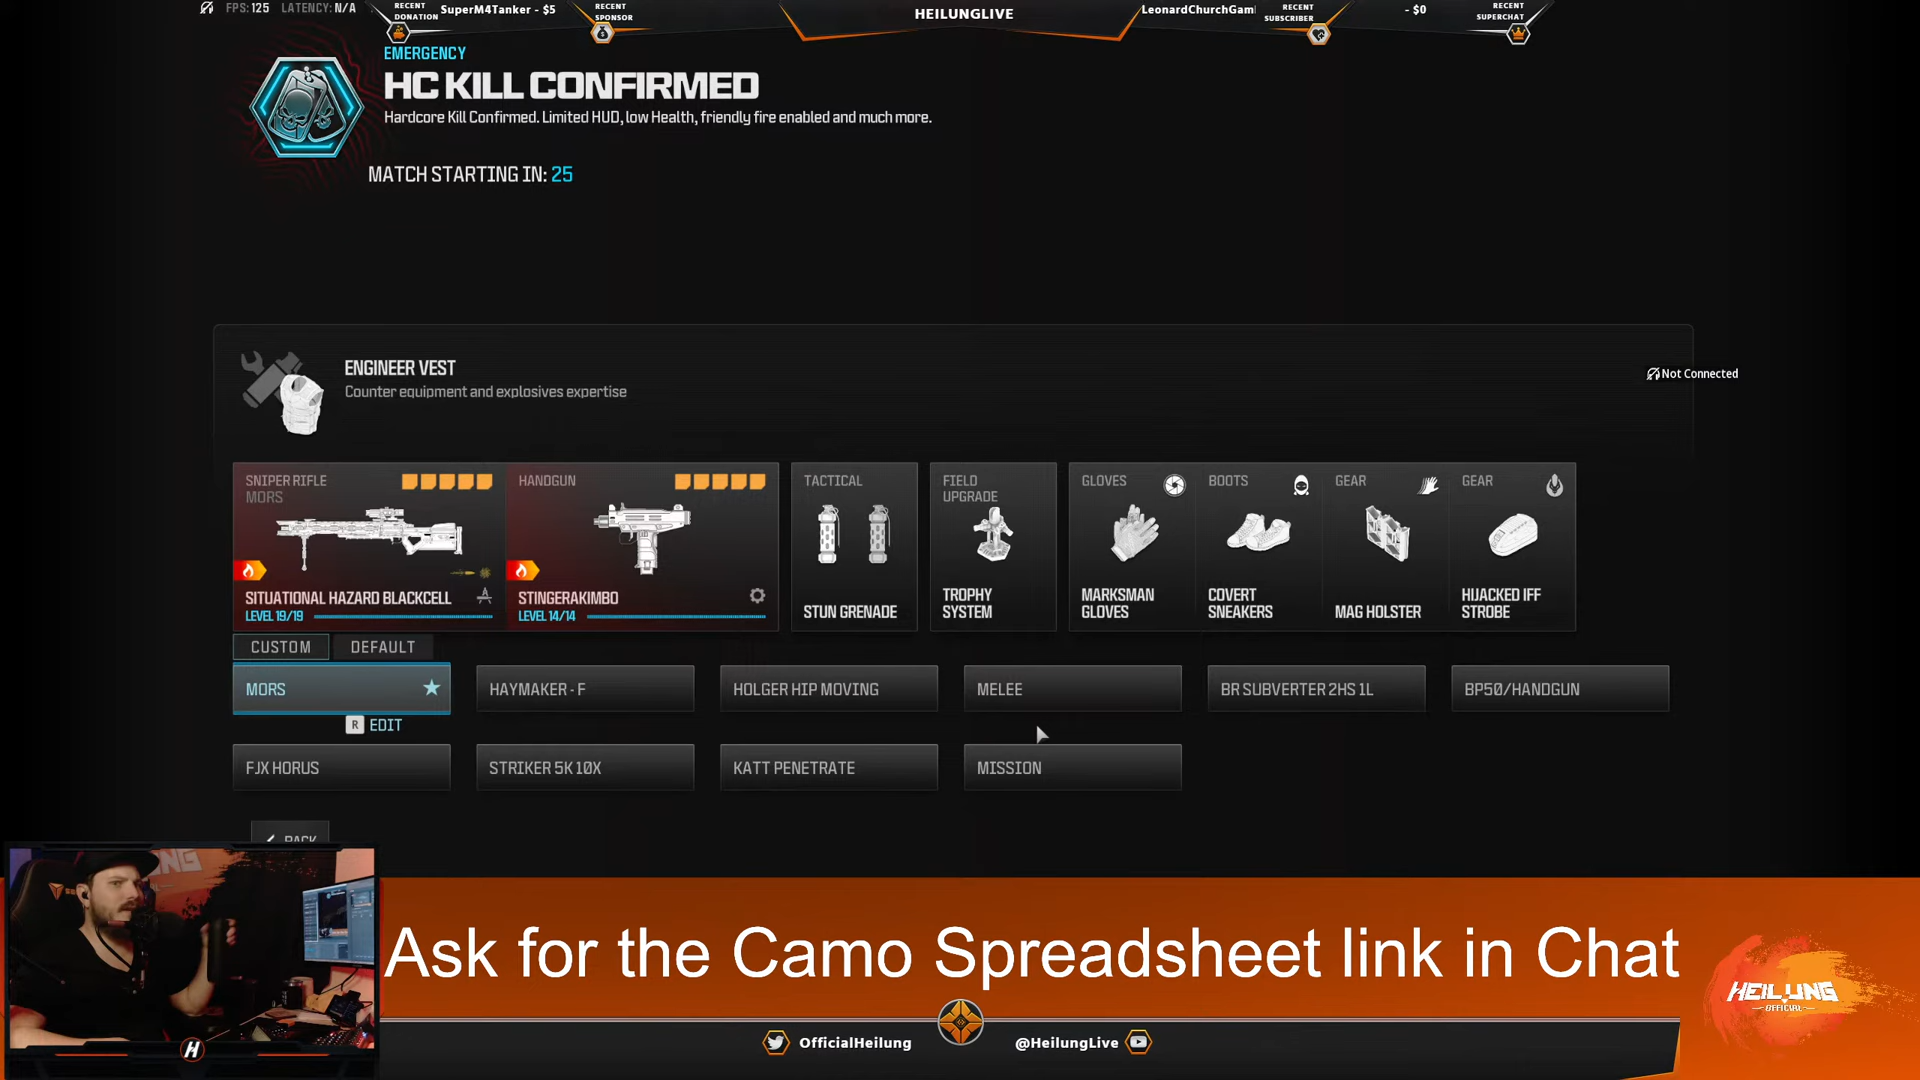 FPS: 125 LATENCY: N/A
RECENT DONATION
SuperM4Tanker - $5
RECENT SPONSOR
HEILUNGLIVE
LeonardChurchGam
RECENT SUBSCRIBER
- $0
RECENT SUPERCHAT
EMERGENCY
HC KILL CONFIRMED
Hardcore Kill Confirmed. Limited HUD, low Health, friendly fire enabled and much more.
MATCH STARTING IN: 25
ENGINEER VEST
Counter equipment and explosives expertise
Not Connected
SNIPER RIFLE
MORS
SITUATIONAL HAZARD BLACKCELL
LEVEL 19/19
HANDGUN
STINGERAKIMBO
LEVEL 14/14
TACTICAL
STUN GRENADE
FIELD
UPGRADE
TROPHY
SYSTEM
GLOVES
MARKSMAN
GLOVES
BOOTS
COVERT
SNEAKERS
GEAR
MAG HOLSTER
GEAR
HIJACKED IFF
STROBE
CUSTOM DEFAULT
MORS
HAYMAKER - F
HOLGER HIP MOVING
MELEE
BR SUBVERTER 2HS 1L
BP50/HANDGUN
R EDIT
FJX HORUS
STRIKER 5K 10X
KATT PENETRATE
MISSION
BACK
Ask for the Camo Spreadsheet link in Chat
HEILUNG
OFFICIAL
H
OfficialHeilung
@HeilungLive